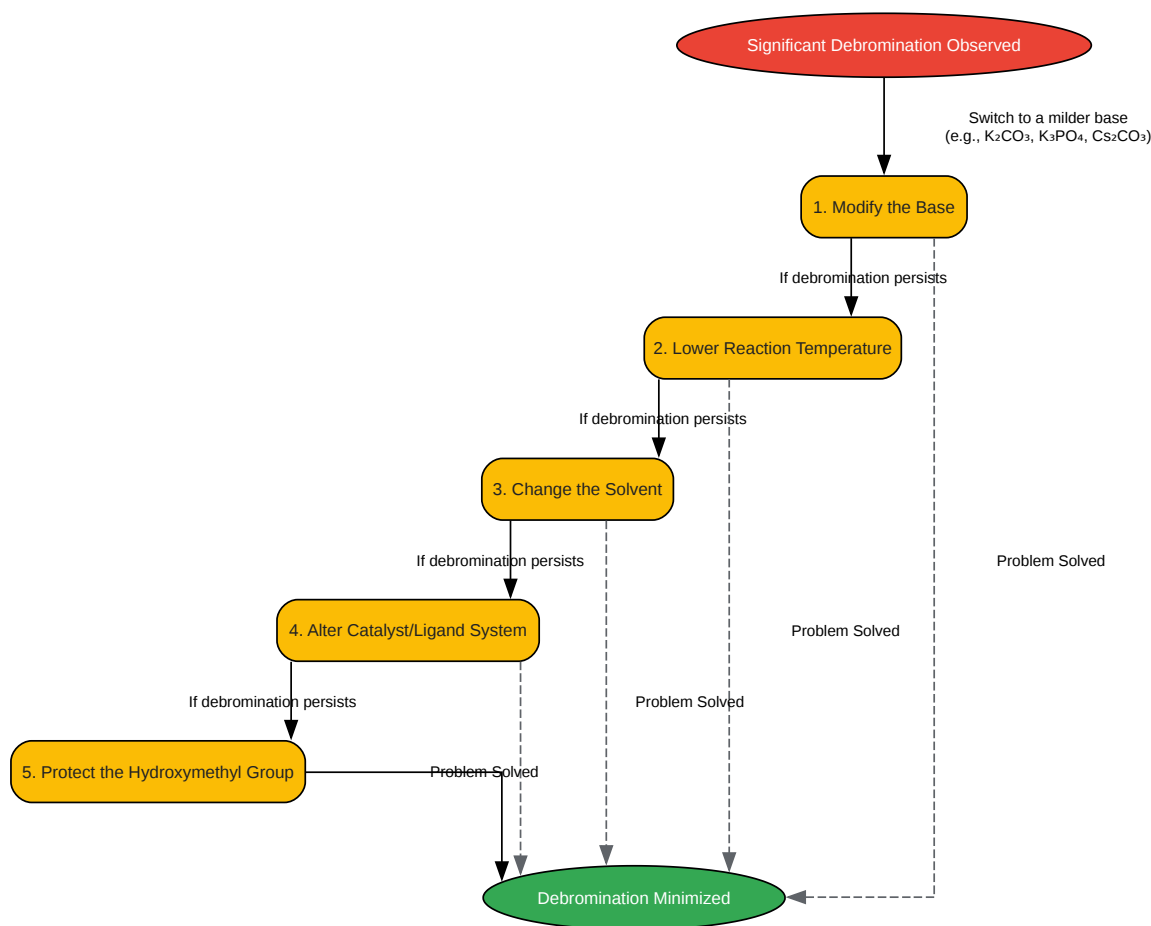 Significant Debromination Observed
Switch to a milder base
(e.g., K₂CO₃, K₃PO₄, Cs₂CO₃)
1. Modify the Base
If debromination persists
2. Lower Reaction Temperature
If debromination persists
3. Change the Solvent
If debromination persists
Problem Solved
4. Alter Catalyst/Ligand System
Problem Solved
If debromination persists
Problem Solved
5. Protect the Hydroxymethyl Group
Problem Solved
Debromination Minimized